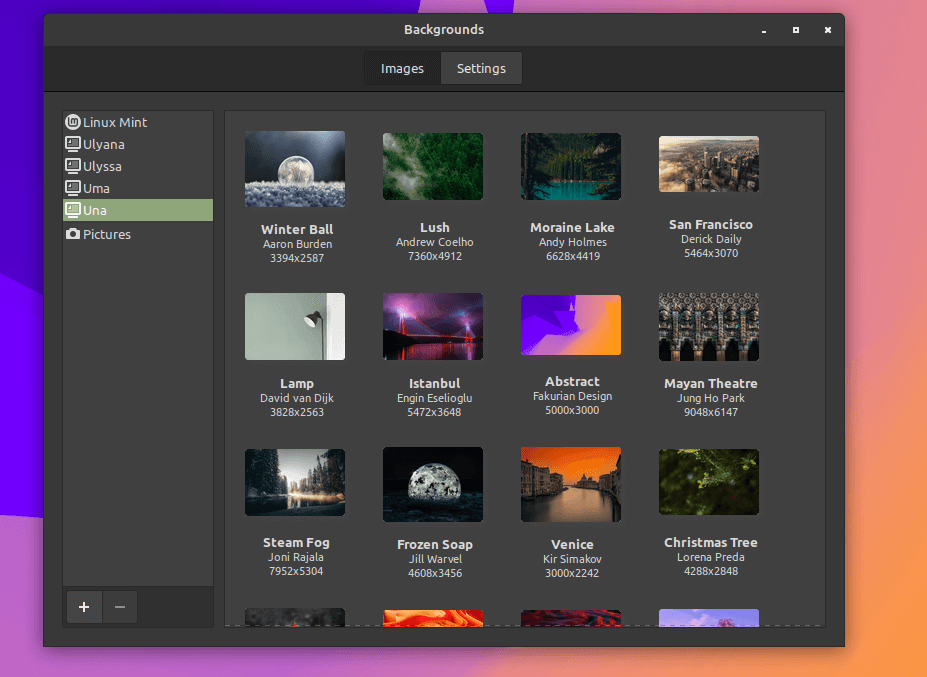 Backgrounds
Images
Settings
Linux Mint
Ulyana
Ulyssa
Uma
Una
Pictures
Winter Ball
Aaron Burden
3394x2587
Lush
Andrew Coelho
7360x4912
Moraine Lake
Andy Holmes
6628x4419
San Francisco
Derick Daily
5464x3070
Lamp
David van Dijk
3828x2563
Istanbul
Engin Eselioglu
5472x3648
Abstract
Fakurian Design
5000x3000
Mayan Theatre
Jung Ho Park
9048x6147
Steam Fog
Joni Rajala
7952x5304
Frozen Soap
Jill Warvel
4608x3456
Venice
Kir Simakov
3000x2242
Christmas Tree
Lorena Preda
4288x2848